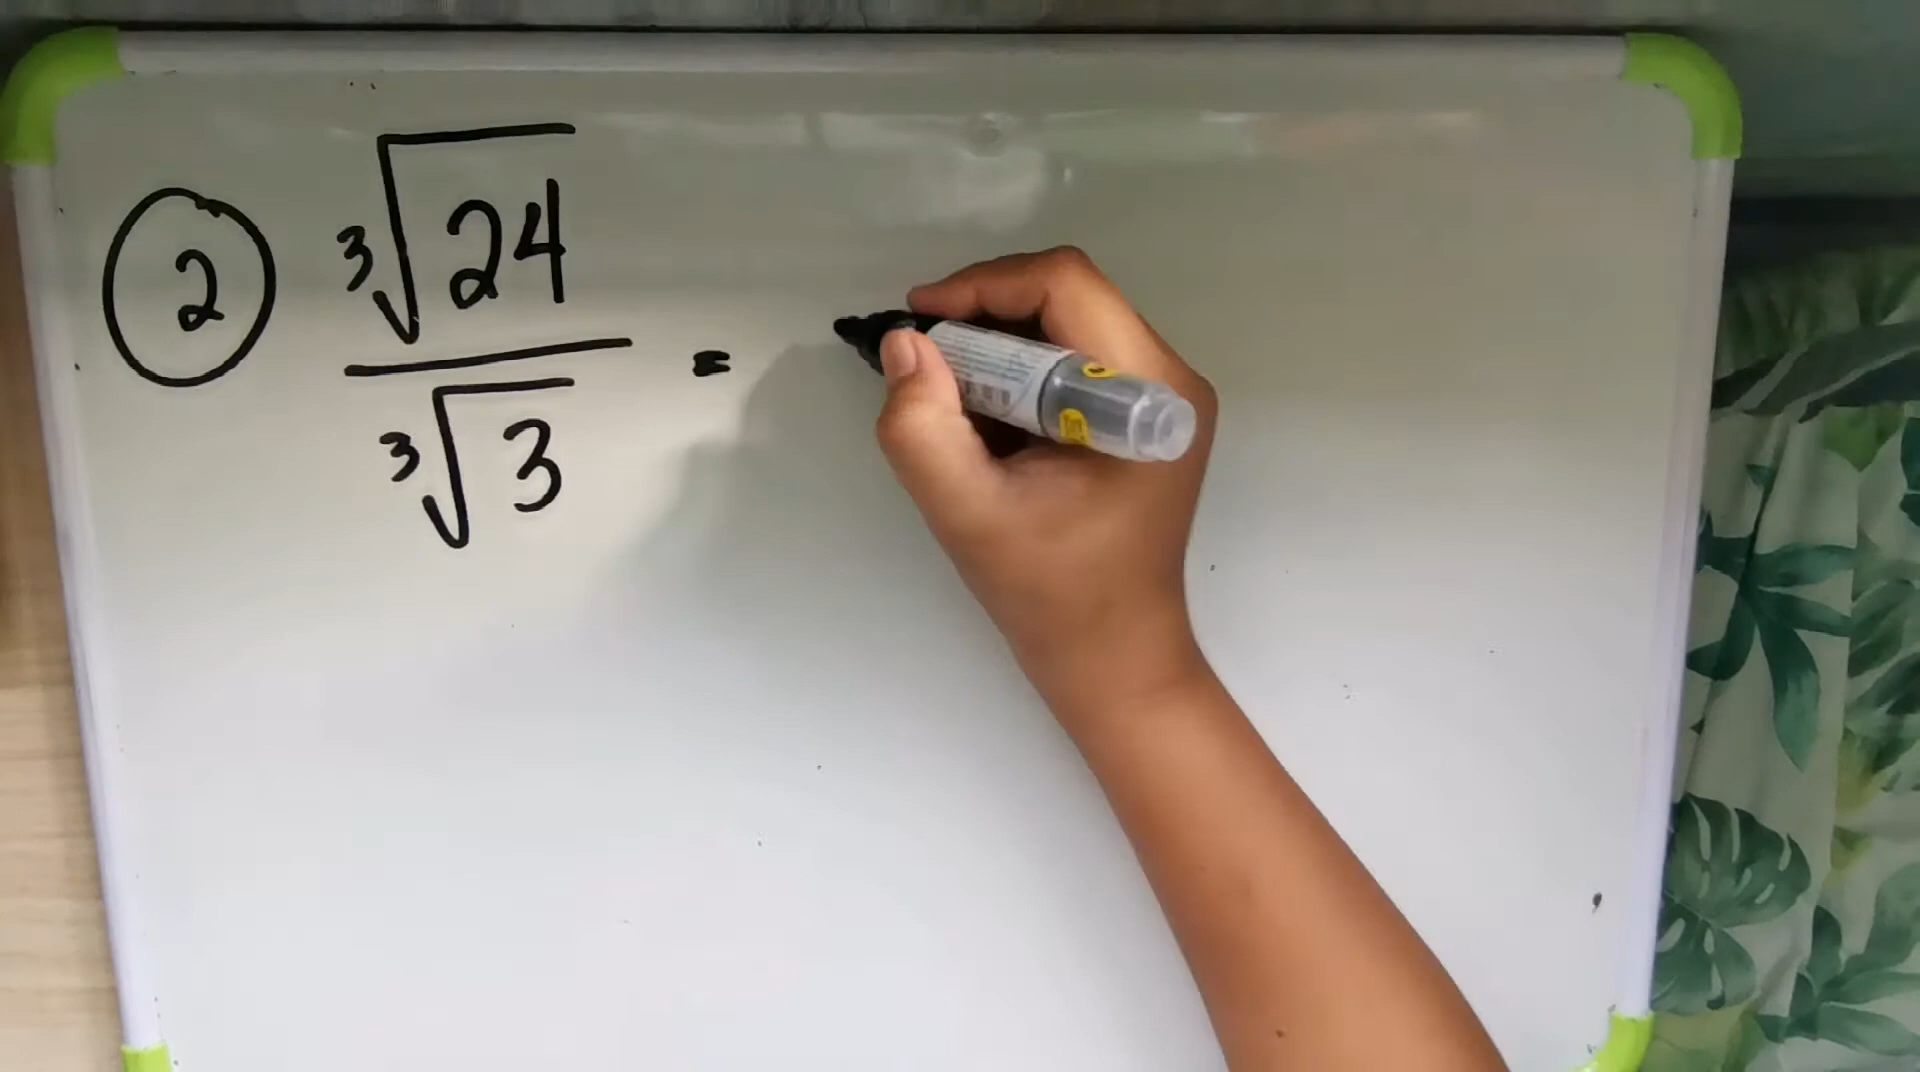 ② ∛24 / ∛3 =